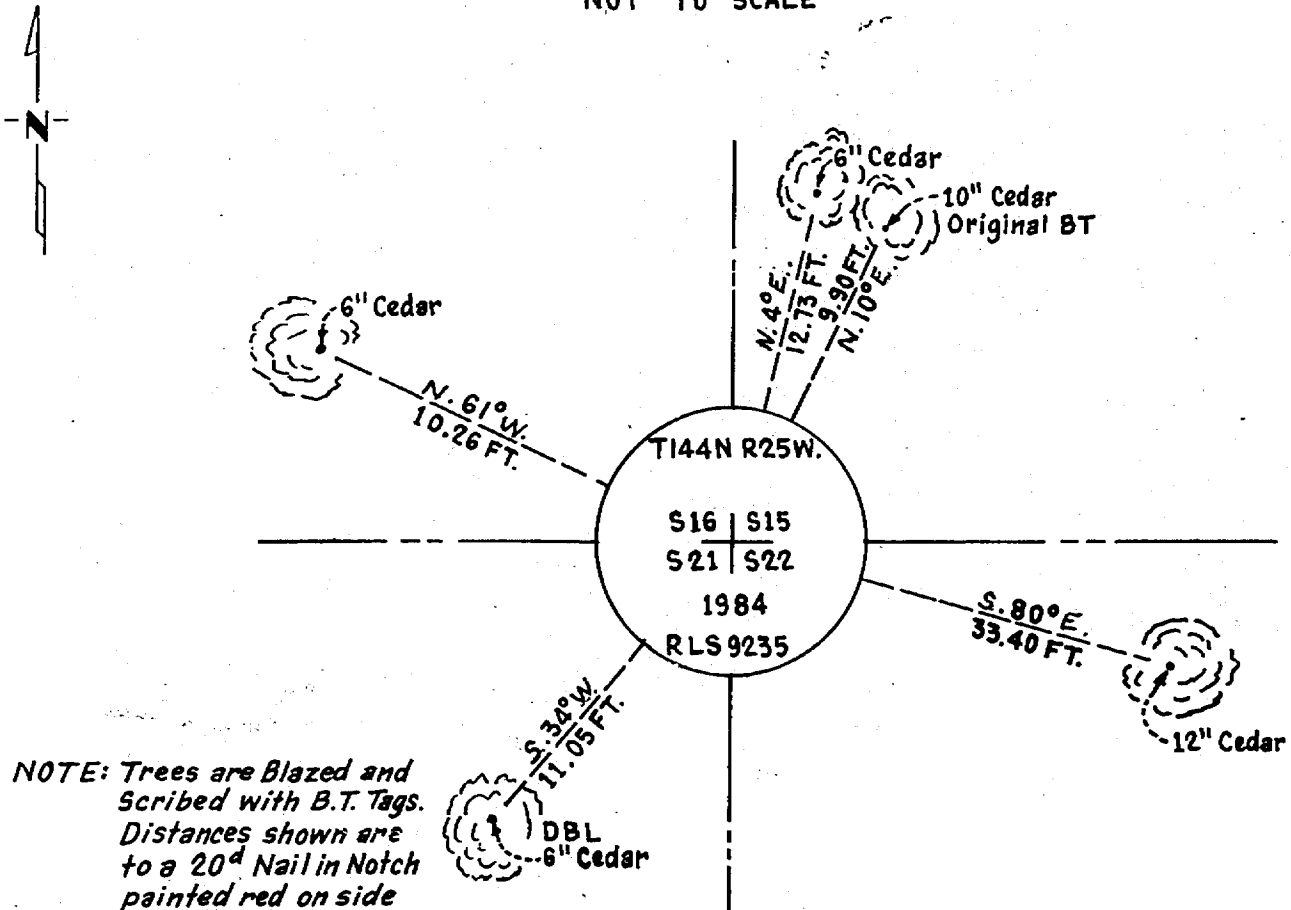 NOT TO SCALE
N
6" Cedar
10" Cedar
Original BT
N. 4° E.
12.73 FT.
9.90 FT.
N. 10° E.
6" Cedar
N. 61° W.
10.26 FT.
T144N R25W.
S16 S15
S21 S22
1984
RLS 9235
S. 80° E.
33.40 FT.
12" Cedar
S. 34° W.
11.05 FT.
DBL
6" Cedar
NOTE: Trees are Blazed and
Scribed with B.T. Tags.
Distances shown are
to a 20d Nail in Notch
painted red on side